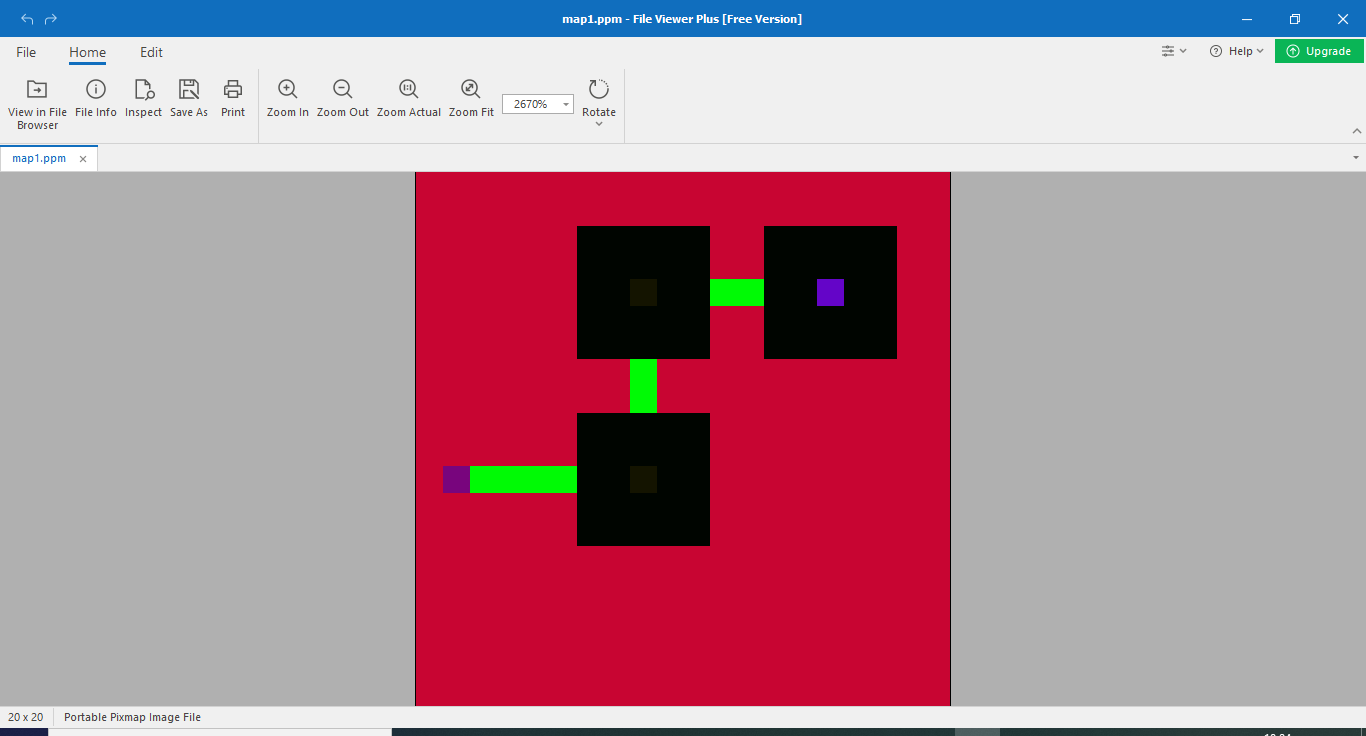 map1.ppm - File Viewer Plus [Free Version]
File Home Edit Help Upgrade
View in File Browser File Info Inspect Save As Print Zoom In Zoom Out Zoom Actual Zoom Fit 2670% Rotate
map1.ppm
20 x 20 Portable Pixmap Image File